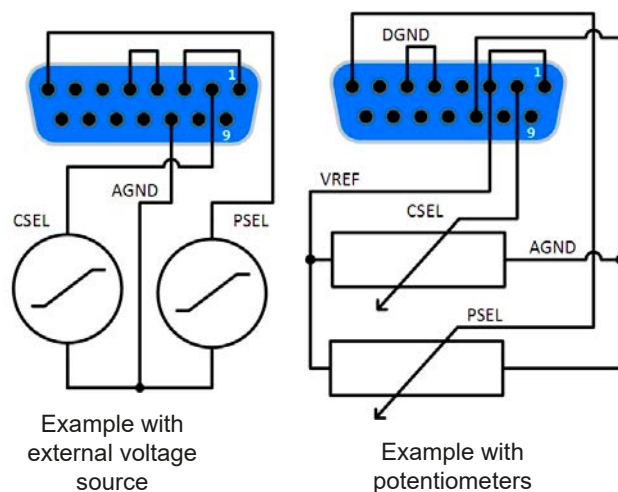 1
9
AGND
CSEL
PSEL
Example with
external voltage
source
DGND
1
9
VREF
CSEL
AGND
PSEL
Example with
potentiometers